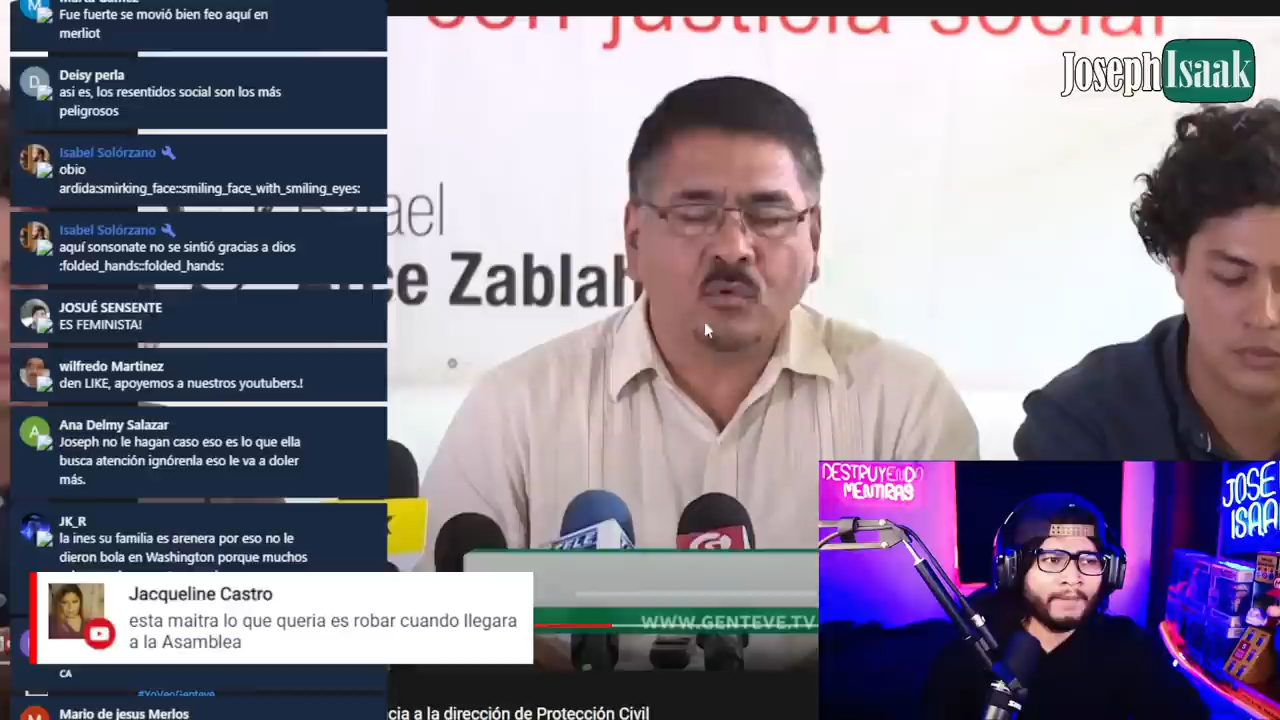 Fue fuerte se movió bien feo aquí en
merliot
Deisy perla
asi es, los resentidos social son los más
peligrosos
Isabel Solórzano
obio
ardida:smirking_face::smiling_face_with_smiling_eyes:
Isabel Solórzano
aquí sonsonate no se sintió gracias a dios
:folded_hands::folded_hands:
JOSUÉ SENSENTE
ES FEMINISTA!
wilfredo Martinez
den LIKE, apoyemos a nuestros youtubers.!
Ana Delmy Salazar
Joseph no le hagan caso eso es lo que ella
busca atención ignórenla eso le va a doler
más.
JK_R
la ines su familia es arenera por eso no le
dieron bola en Washington porque muchos
Jacqueline Castro
esta maitra lo que queria es robar cuando llegara
a la Asamblea
CA
#YoVeoGenteve
Mario de jesus Merlos
con justicia social
JosephIsaak
Zablah
WWW.GENTEVE.TV
a la dirección de Protección Civil
DESTRUYENDO
MENTIRAS
JOSE
ISAA